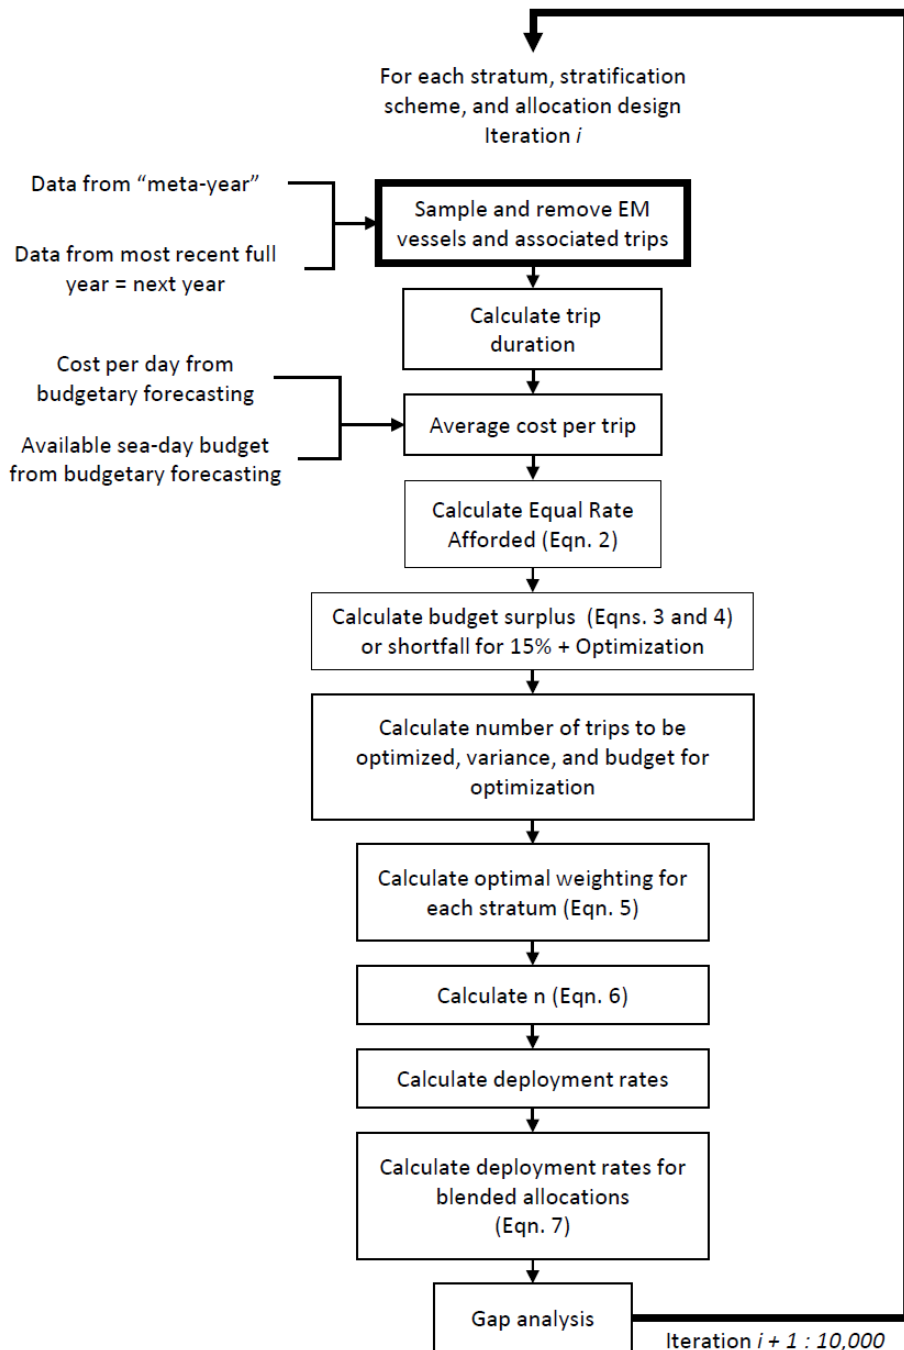 For each stratum, stratification
scheme, and allocation design
Iteration i
Data from “meta-year”
Data from most recent full
year = next year
Sample and remove EM
vessels and associated trips
Calculate trip
duration
Cost per day from
budgetary forecasting
Available sea-day budget
from budgetary forecasting
Average cost per trip
Calculate Equal Rate
Afforded (Eqn. 2)
Calculate budget surplus (Eqns. 3 and 4)
or shortfall for 15% + Optimization
Calculate number of trips to be
optimized, variance, and budget for
optimization
Calculate optimal weighting for
each stratum (Eqn. 5)
Calculate n (Eqn. 6)
Calculate deployment rates
Calculate deployment rates for
blended allocations
(Eqn. 7)
Gap analysis
Iteration i + 1 : 10,000